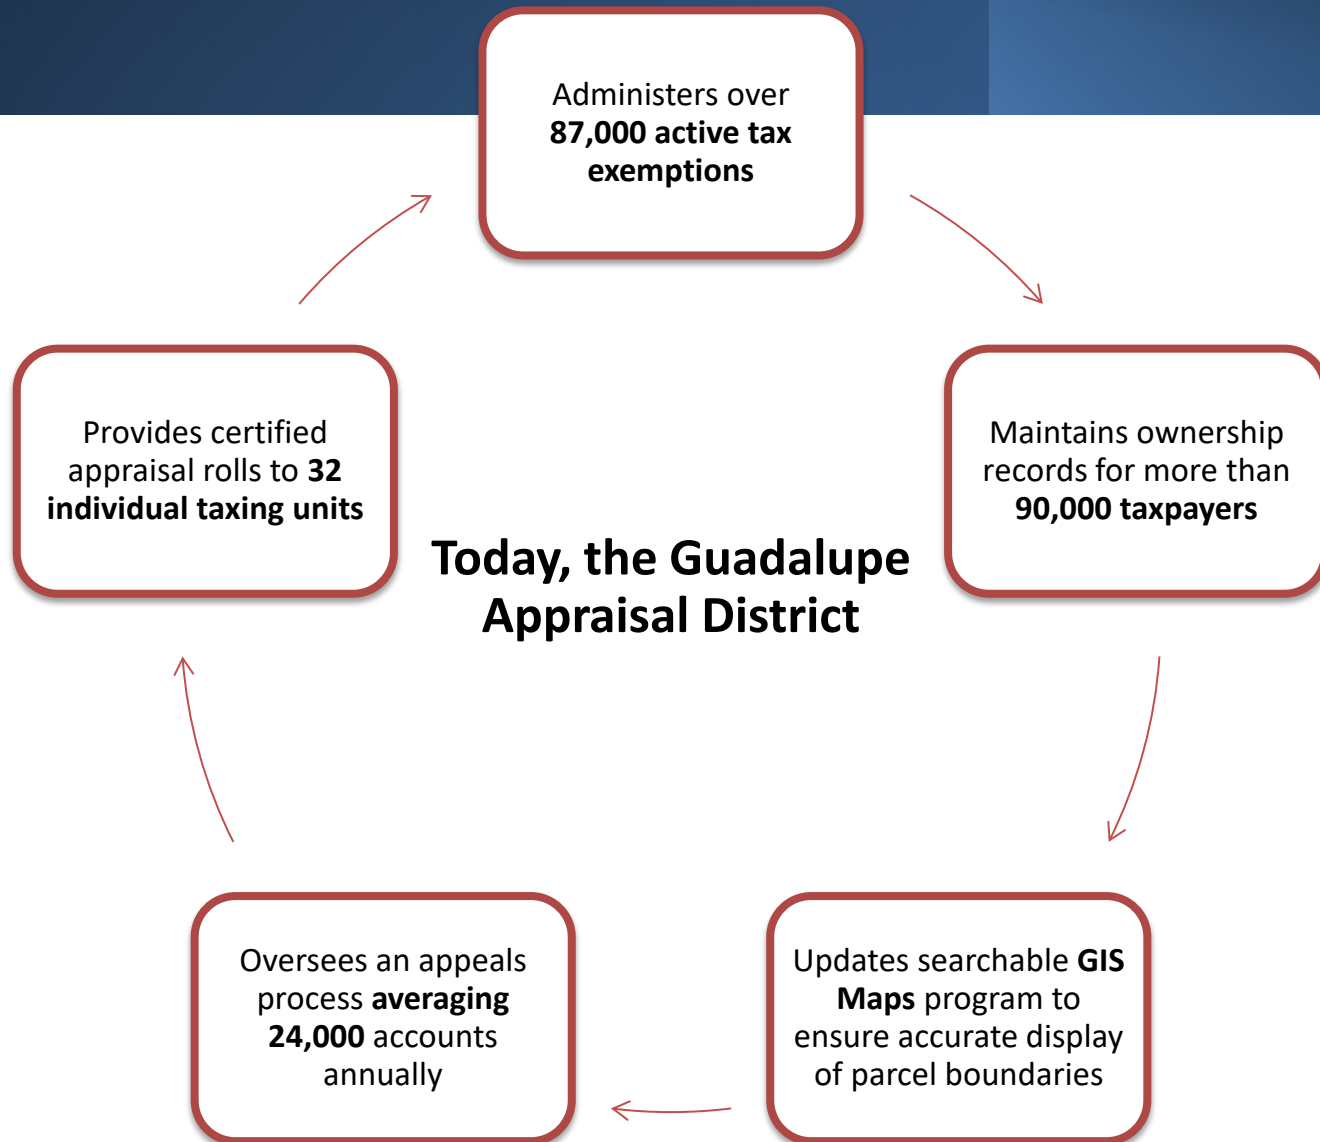 Administers over
87,000 active tax
exemptions
Maintains ownership
records for more than
90,000 taxpayers
Updates searchable GIS
Maps program to
ensure accurate display
of parcel boundaries
Oversees an appeals
process averaging
24,000 accounts
annually
Provides certified
appraisal rolls to 32
individual taxing units
Today, the Guadalupe
Appraisal District